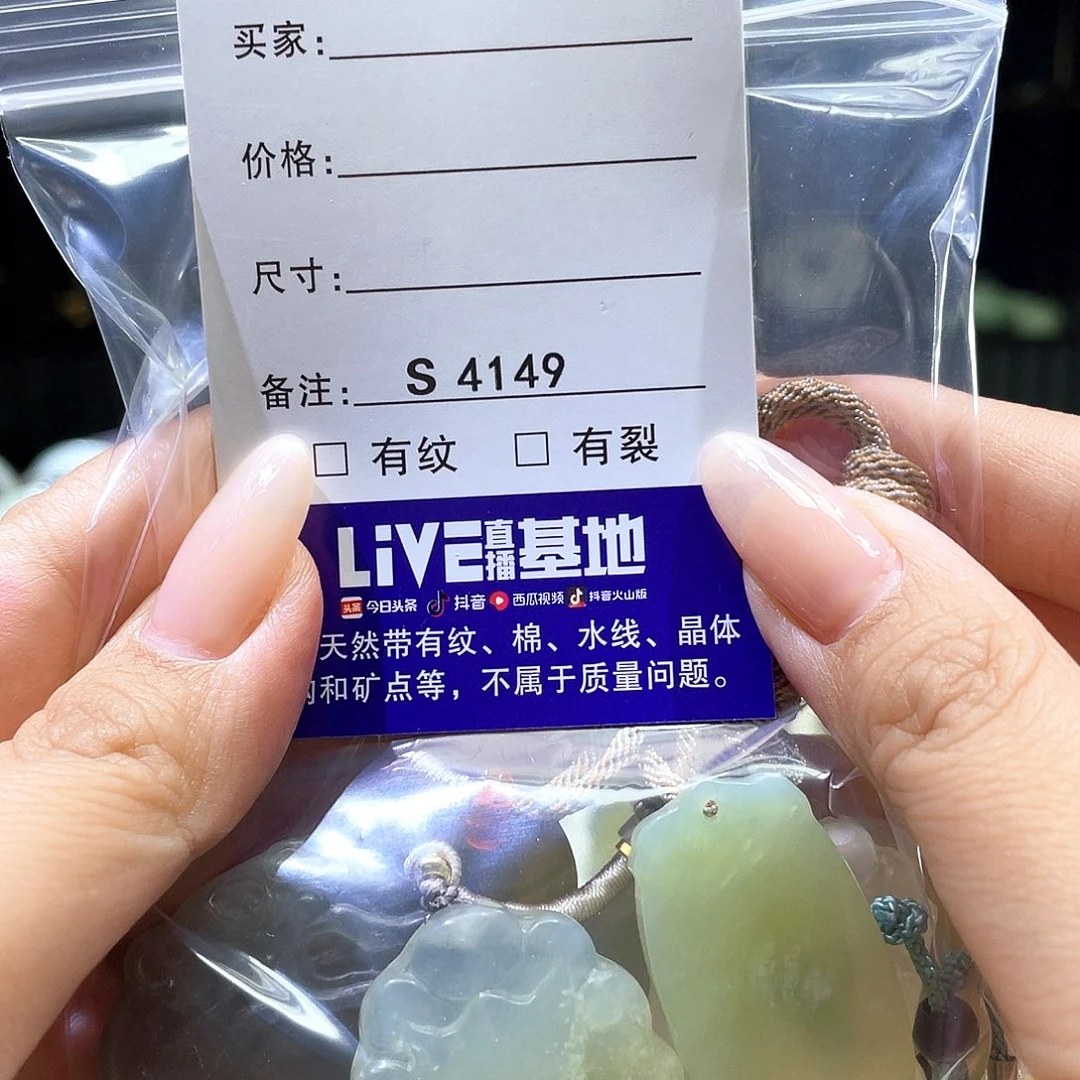 买家:
价格:
尺寸:
备注: S 4149
□ 有纹 □ 有裂
LiVE直播基地
头条 今日头条 抖音 西瓜视频 抖音火山版
天然带有纹、棉、水线、晶体
和矿点等，不属于质量问题。